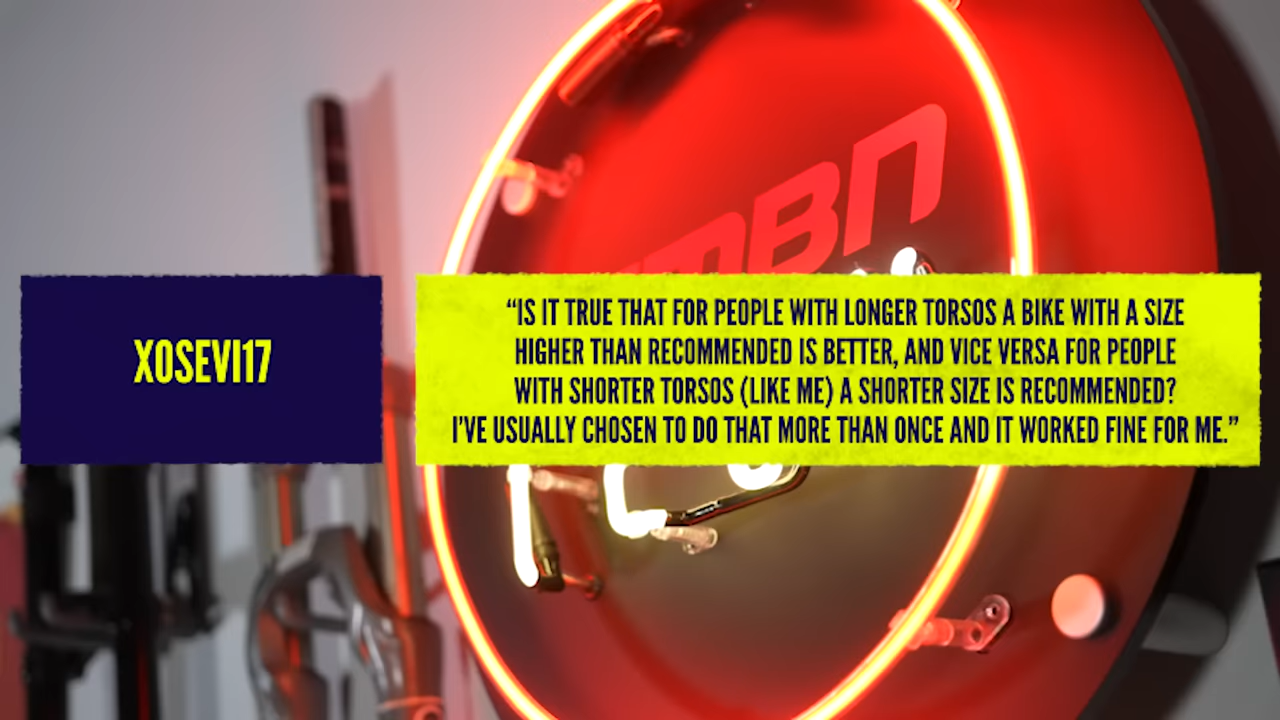 mBn
X0SEVI17
“IS IT TRUE THAT FOR PEOPLE WITH LONGER TORSOS A BIKE WITH A SIZE
HIGHER THAN RECOMMENDED IS BETTER, AND VICE VERSA FOR PEOPLE
WITH SHORTER TORSOS (LIKE ME) A SHORTER SIZE IS RECOMMENDED?
I’VE USUALLY CHOSEN TO DO THAT MORE THAN ONCE AND IT WORKED FINE FOR ME.”